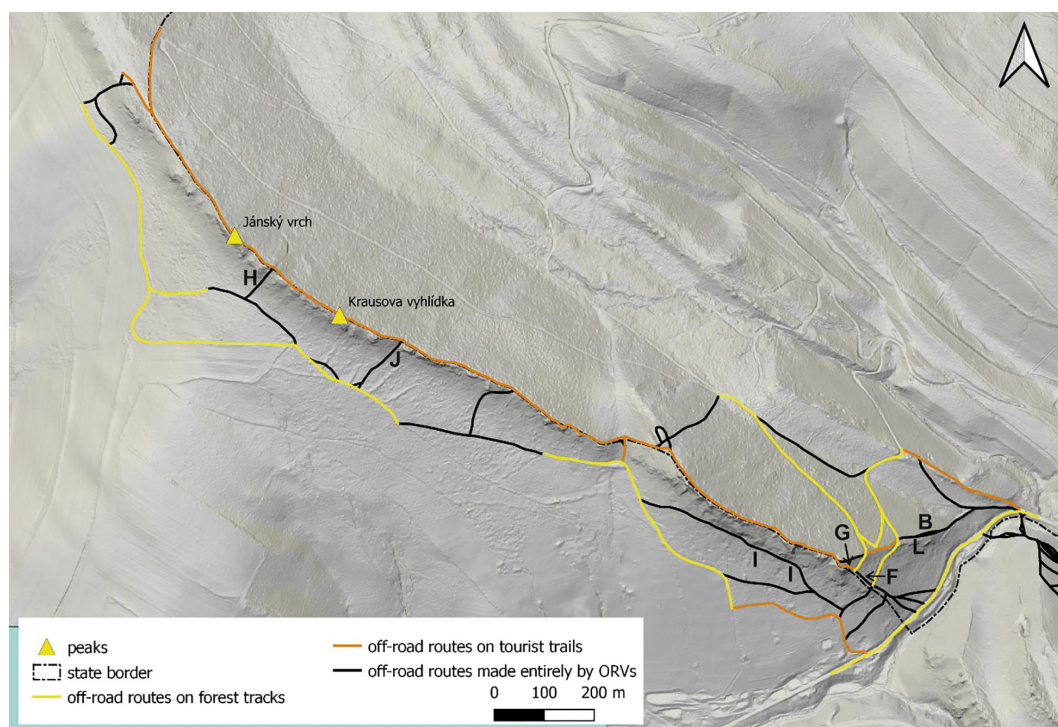 Jánský vrch
H
Krausova vyhlídka
J
B
G
L
I
I
F
peaks
state border
off-road routes on forest tracks
off-road routes on tourist trails
off-road routes made entirely by ORVs
0 100 200 m